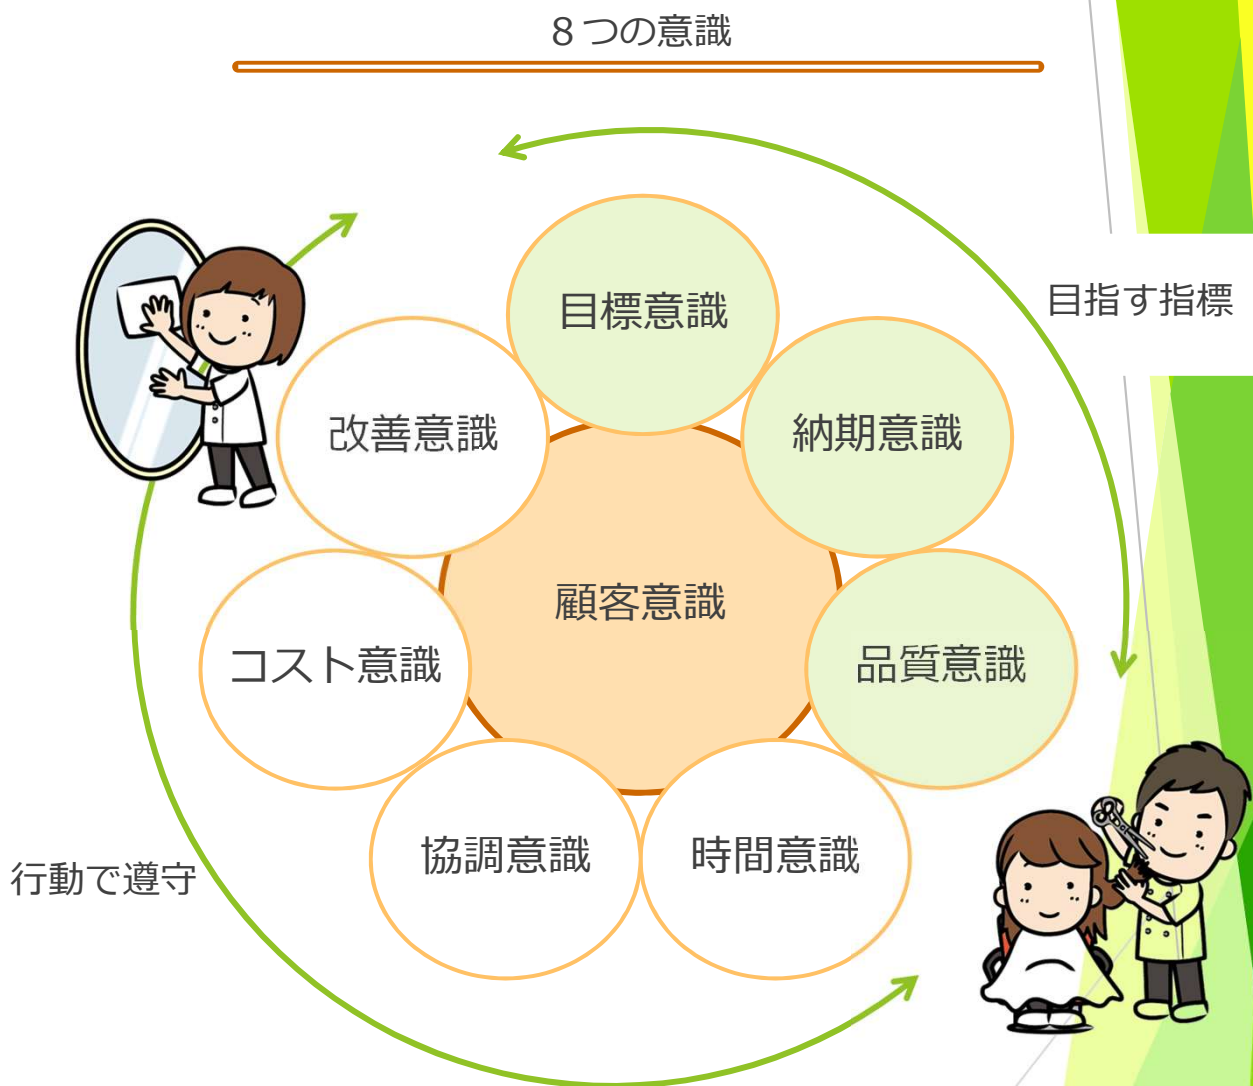 8つの意識
目標意識
目指す指標
改善意識
納期意識
顧客意識
コスト意識
品質意識
協調意識
時間意識
行動で遵守